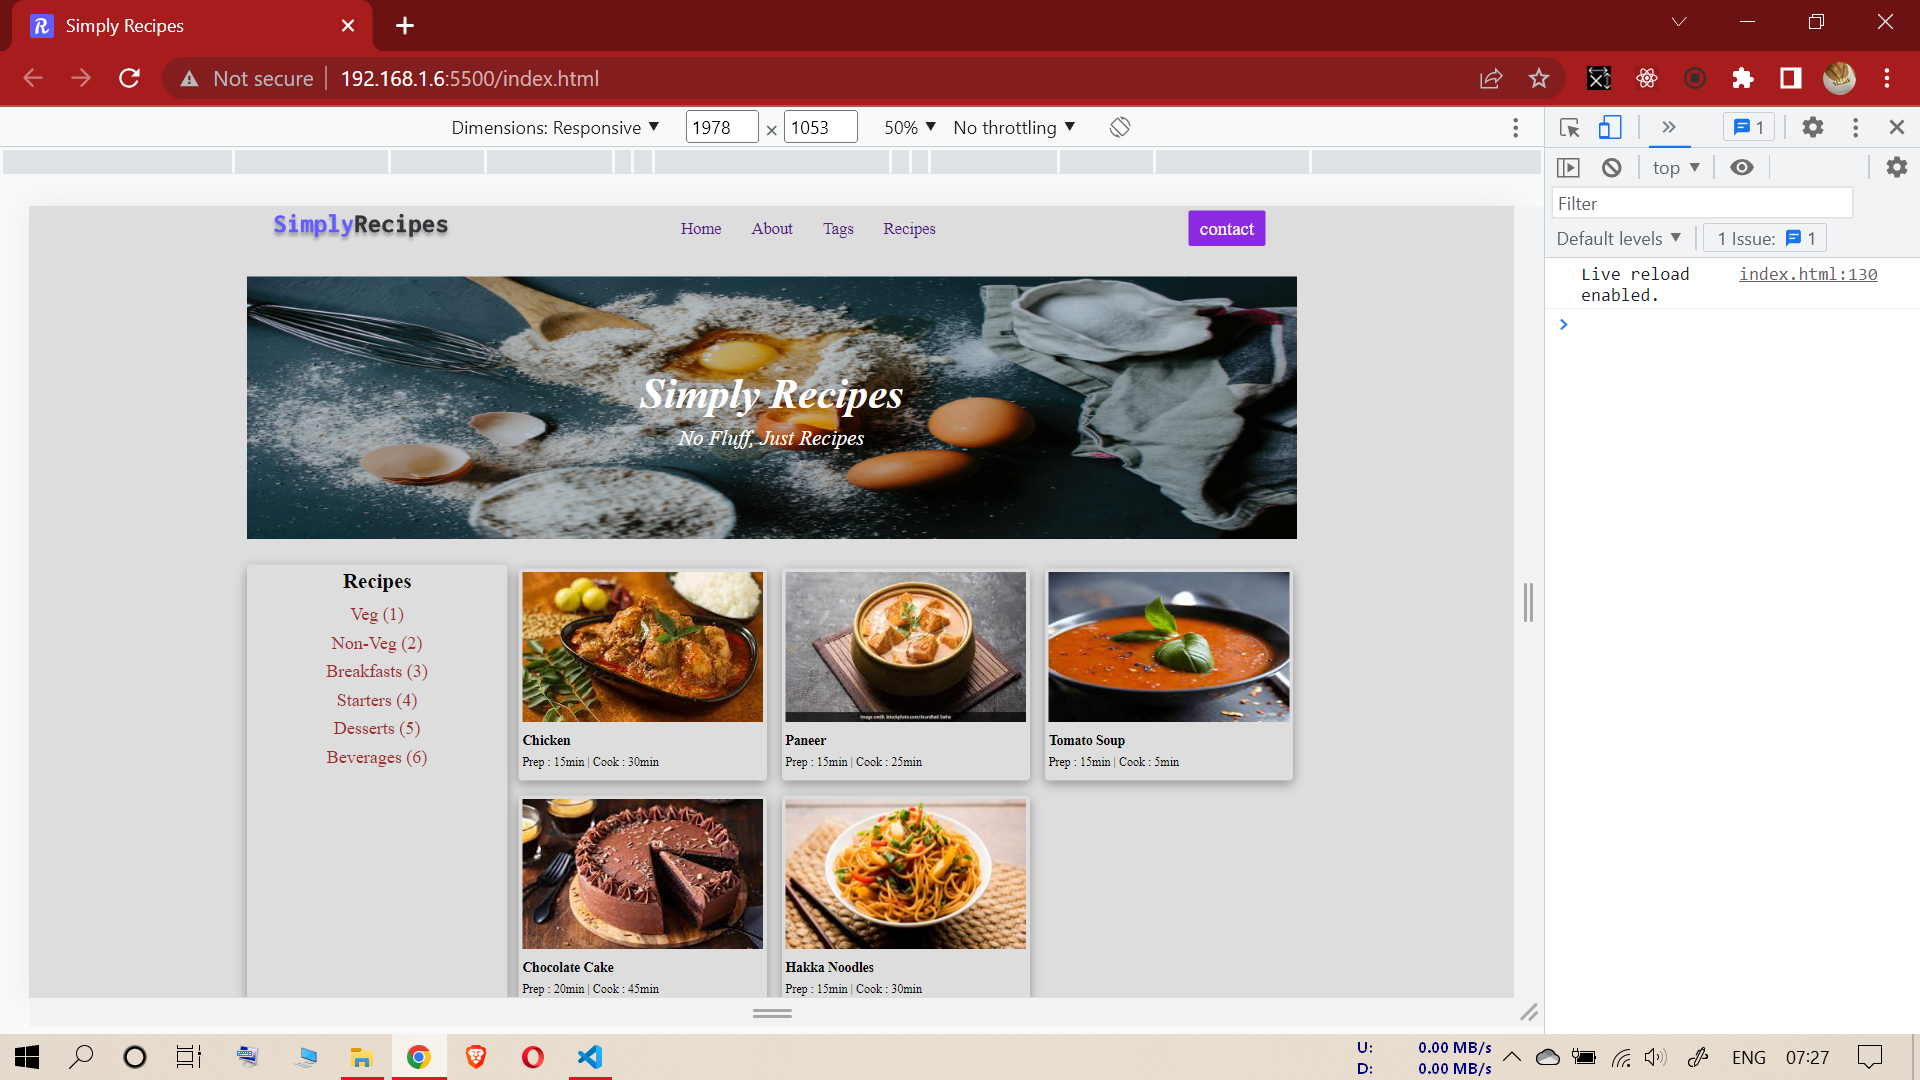 Simply Recipes
Not secure
192.168.1.6:5500/index.html
Dimensions: Responsive ▼
1978 × 1053
50% ▼
No throttling ▼
1
top ▼
Filter
Default levels ▼
1 Issue: 1
Live reload enabled.
index.html:130
SimplyRecipes
Home
About
Tags
Recipes
contact
Simply Recipes
No Fluff, Just Recipes
Recipes
Veg (1)
Non-Veg (2)
Breakfasts (3)
Starters (4)
Desserts (5)
Beverages (6)
Chicken
Prep : 15min | Cook : 30min
Paneer
Prep : 15min | Cook : 25min
Tomato Soup
Prep : 15min | Cook : 5min
Chocolate Cake
Prep : 20min | Cook : 45min
Hakka Noodles
Prep : 15min | Cook : 30min
U: 0.00 MB/s
D: 0.00 MB/s
ENG
07:27